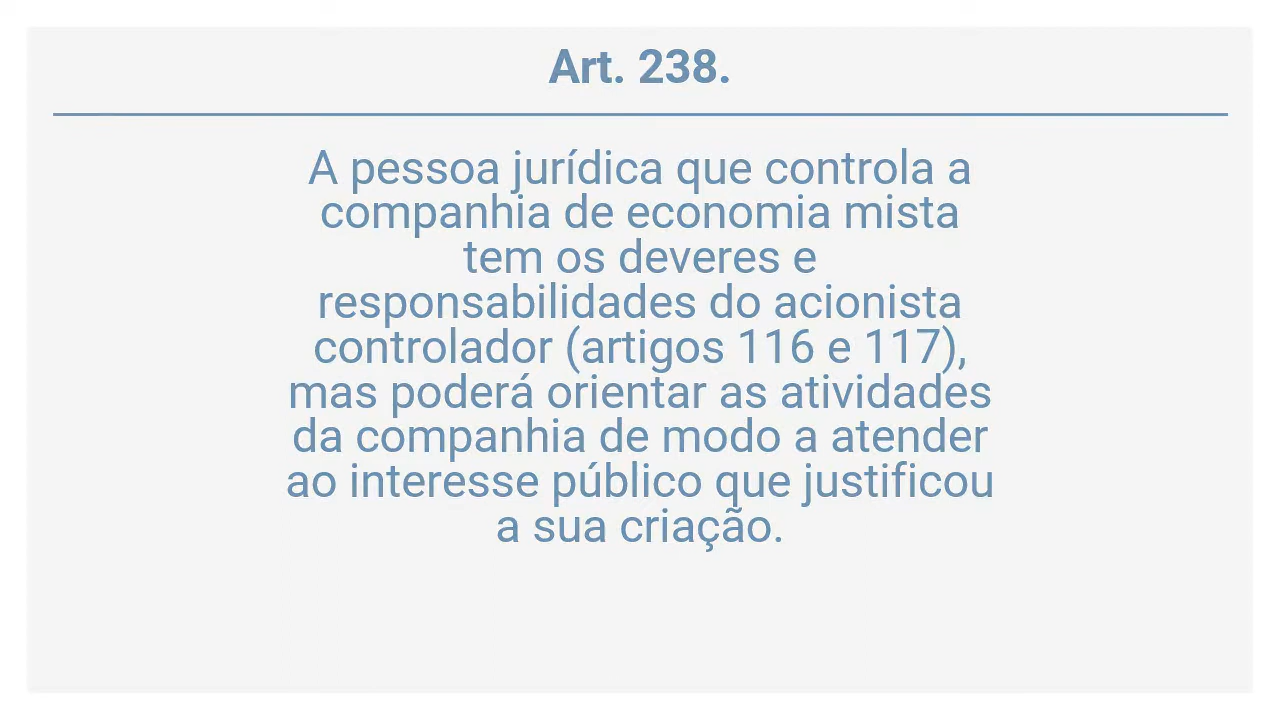 Art. 238.
A pessoa jurídica que controla a
companhia de economia mista
tem os deveres e
responsabilidades do acionista
controlador (artigos 116 e 117),
mas poderá orientar as atividades
da companhia de modo a atender
ao interesse público que justificou
a sua criação.